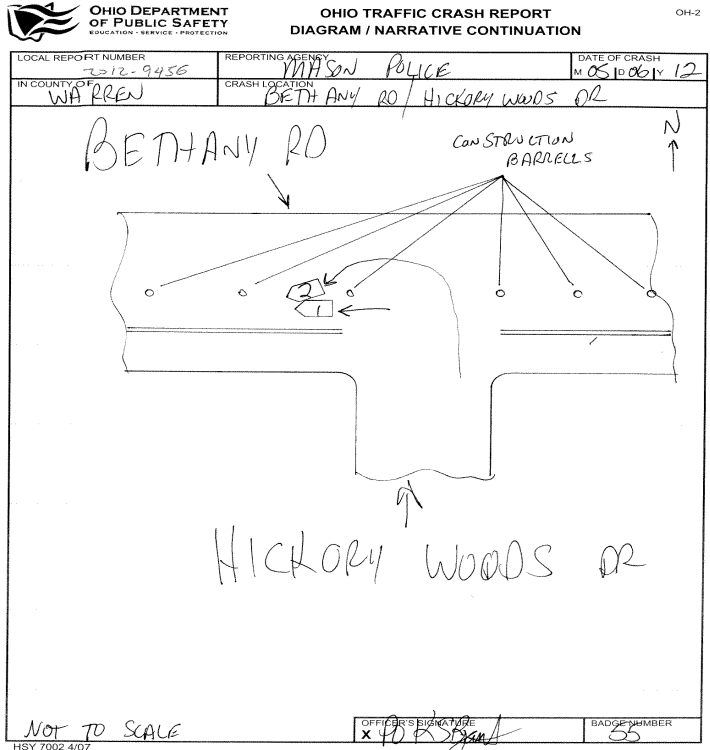 OHIO DEPARTMENT
OF PUBLIC SAFETY
EDUCATION - SERVICE - PROTECTION
OHIO TRAFFIC CRASH REPORT
DIAGRAM / NARRATIVE CONTINUATION
OH-2
LOCAL REPORT NUMBER
2012-9456
REPORTING AGENCY
MASON POLICE
DATE OF CRASH
M 05 D 06 Y 12
IN COUNTY OF
WARREN
CRASH LOCATION
BETHANY RD / HICKORY WOODS DR
BETHANY RD
CONSTRUCTION
BARRELLS
N
2
1
HICKORY WOODS DR
NOT TO SCALE
OFFICER'S SIGNATURE
X PO
BADGE NUMBER
55
HSY 7002 4/07